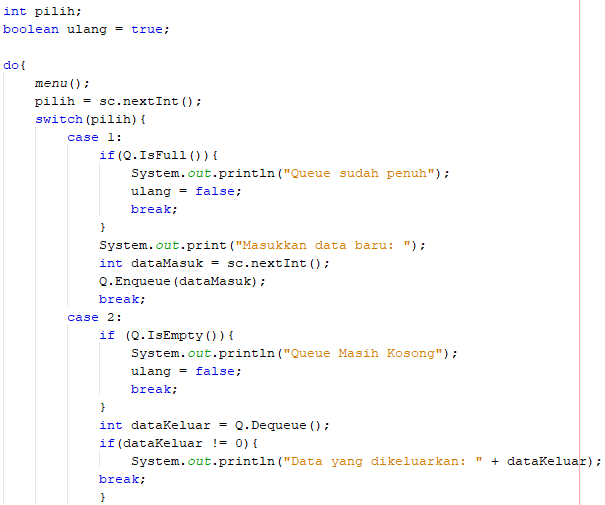 int pilih;
boolean ulang = true;
do{
menu();
pilih = sc.nextInt();
switch(pilih){
case 1:
if(Q.IsFull()){
System.out.println("Queue sudah penuh");
ulang = false;
break;
}
System.out.print("Masukkan data baru: ");
int dataMasuk = sc.nextInt();
Q.Enqueue(dataMasuk);
break;
case 2:
if (Q.IsEmpty()){
System.out.println("Queue Masih Kosong");
ulang = false;
break;
}
int dataKeluar = Q.Dequeue();
if(dataKeluar != 0){
System.out.println("Data yang dikeluarkan: " + dataKeluar);
break;
}